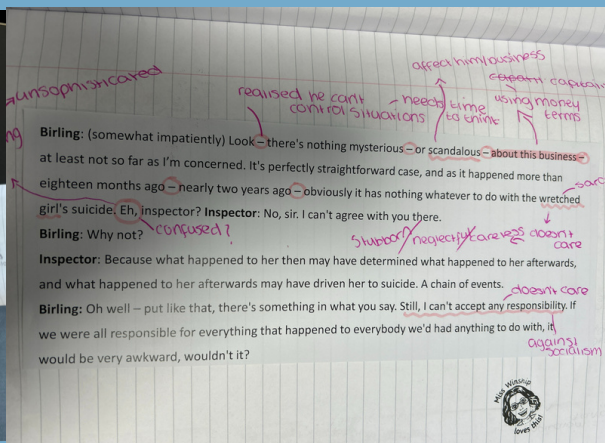 affect him/business
capital
unsophisticated
realised he can't
control situations
- needs time
to think
using money
terms
Birling: (somewhat impatiently) Look – there's nothing mysterious – or scandalous – about this business –
at least not so far as I'm concerned. It's perfectly straightforward case, and as it happened more than
eighteen months ago – nearly two years ago – obviously it has nothing whatever to do with the wretched
girl's suicide. Eh, inspector? Inspector: No, sir. I can't agree with you there.
Birling: Why not?
confused?
stubborn/neglectful/careless
doesn't
care
Inspector: Because what happened to her then may have determined what happened to her afterwards,
and what happened to her afterwards may have driven her to suicide. A chain of events.
doesn't care
Birling: Oh well – put like that, there's something in what you say. Still, I can't accept any responsibility. If
we were all responsible for everything that happened to everybody we'd had anything to do with, it
would be very awkward, wouldn't it?
against
socialism
Miss Winship
loves this!